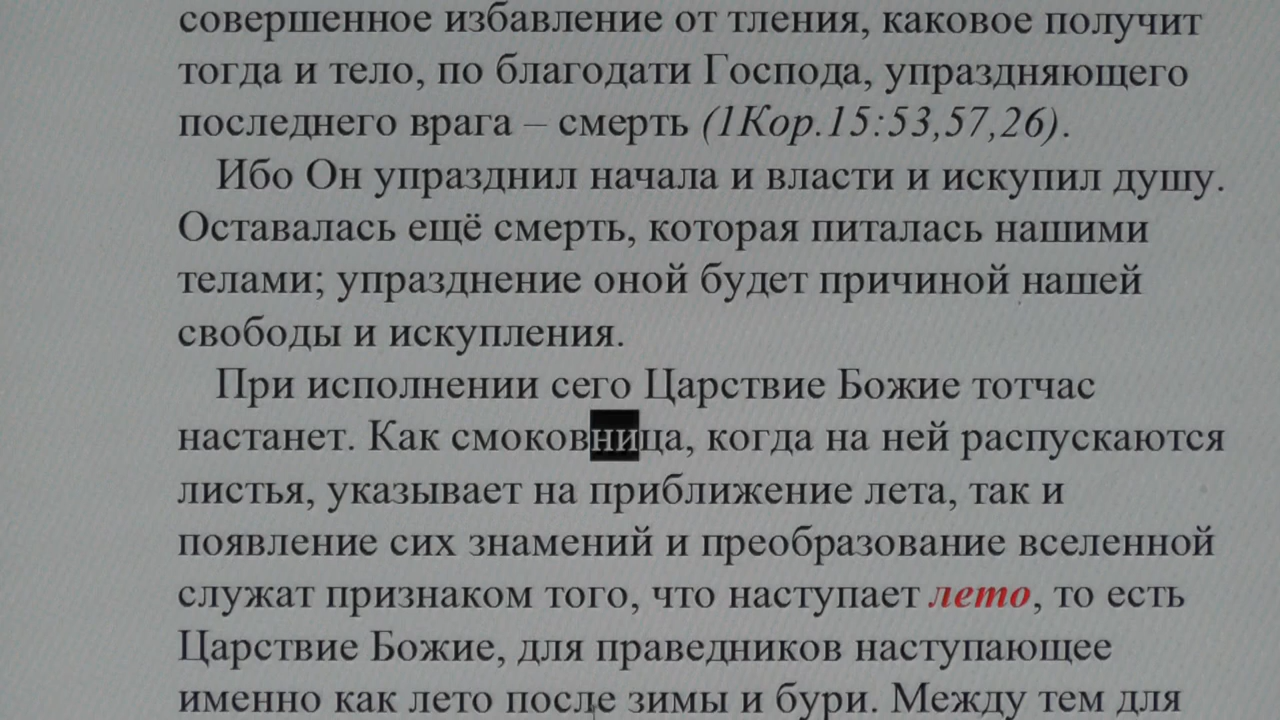 совершенное избавление от тления, каковое получит
тогда и тело, по благодати Господа, упраздняющего
последнего врага – смерть (1Кор.15:53,57,26).
Ибо Он упразднил начала и власти и искупил душу.
Оставалась ещё смерть, которая питалась нашими
телами; упразднение оной будет причиной нашей
свободы и искупления.
При исполнении сего Царствие Божие тотчас
настанет. Как смоковница, когда на ней распускаются
листья, указывает на приближение лета, так и
появление сих знамений и преобразование вселенной
служат признаком того, что наступает лето, то есть
Царствие Божие, для праведников наступающее
именно как лето после зимы и бури. Между тем для